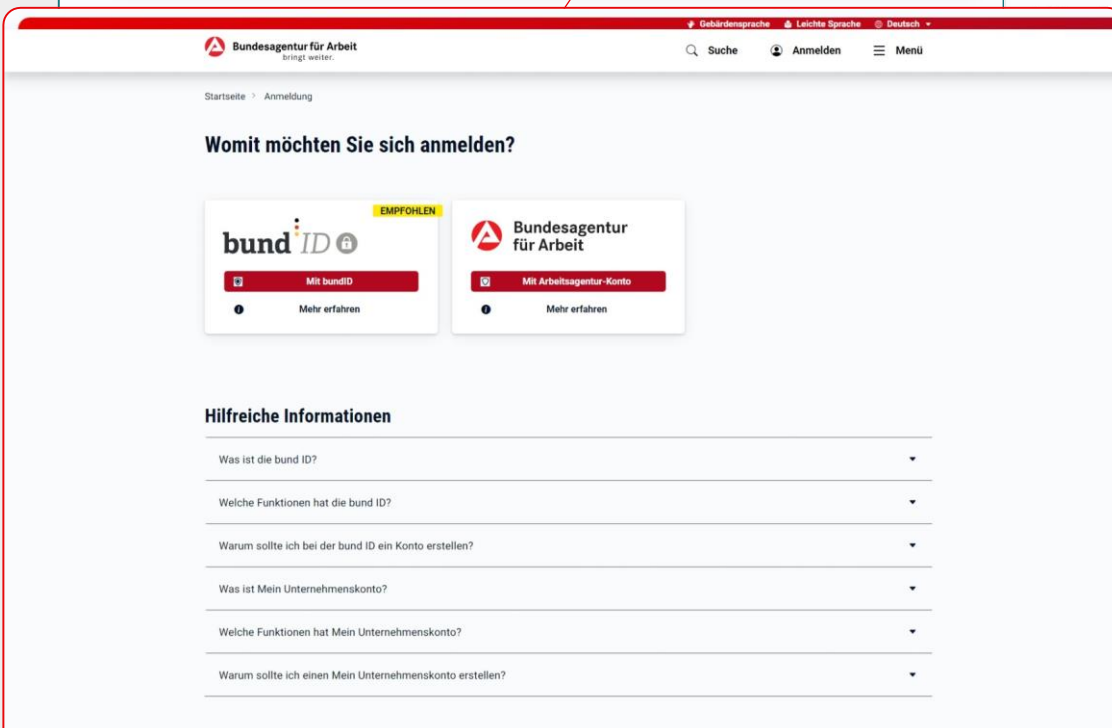 Gebärdensprache Leichte Sprache Deutsch
Bundesagentur für Arbeit
bringt weiter.
Suche Anmelden Menü
Startseite > Anmeldung
Womit möchten Sie sich anmelden?
EMPFOHLEN
bund ID
Mit bundID
Mehr erfahren
Bundesagentur
für Arbeit
Mit Arbeitsagentur-Konto
Mehr erfahren
Hilfreiche Informationen
Was ist die bund ID?
Welche Funktionen hat die bund ID?
Warum sollte ich bei der bund ID ein Konto erstellen?
Was ist Mein Unternehmenskonto?
Welche Funktionen hat Mein Unternehmenskonto?
Warum sollte ich einen Mein Unternehmenskonto erstellen?